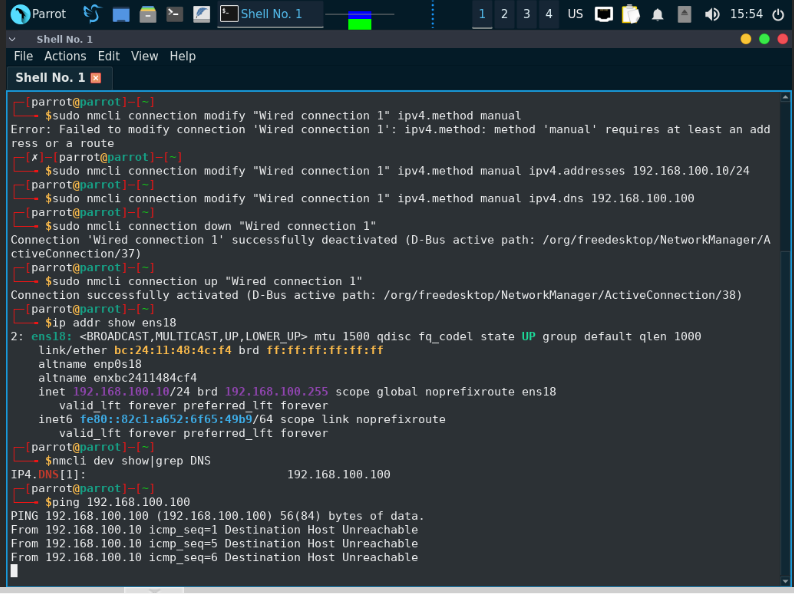 Parrot
Shell No. 1
1 2 3 4 US 15:54
Shell No. 1
File Actions Edit View Help
Shell No. 1
[parrot@parrot]-[~]
$sudo nmcli connection modify "Wired connection 1" ipv4.method manual
Error: Failed to modify connection 'Wired connection 1': ipv4.method: method 'manual' requires at least an add
ress or a route
[✗]-[parrot@parrot]-[~]
$sudo nmcli connection modify "Wired connection 1" ipv4.method manual ipv4.addresses 192.168.100.10/24
[parrot@parrot]-[~]
$sudo nmcli connection modify "Wired connection 1" ipv4.method manual ipv4.dns 192.168.100.100
[parrot@parrot]-[~]
$sudo nmcli connection down "Wired connection 1"
Connection 'Wired connection 1' successfully deactivated (D-Bus active path: /org/freedesktop/NetworkManager/A
ctiveConnection/37)
[parrot@parrot]-[~]
$sudo nmcli connection up "Wired connection 1"
Connection successfully activated (D-Bus active path: /org/freedesktop/NetworkManager/ActiveConnection/38)
[parrot@parrot]-[~]
$ip addr show ens18
2: ens18: <BROADCAST,MULTICAST,UP,LOWER_UP> mtu 1500 qdisc fq_codel state UP group default qlen 1000
link/ether bc:24:11:48:4c:f4 brd ff:ff:ff:ff:ff:ff
altname enp0s18
altname enxbc2411484cf4
inet 192.168.100.10/24 brd 192.168.100.255 scope global noprefixroute ens18
valid_lft forever preferred_lft forever
inet6 fe80::82c1:a652:6f65:49b9/64 scope link noprefixroute
valid_lft forever preferred_lft forever
[parrot@parrot]-[~]
$nmcli dev show|grep DNS
IP4.DNS[1]: 192.168.100.100
[parrot@parrot]-[~]
$ping 192.168.100.100
PING 192.168.100.100 (192.168.100.100) 56(84) bytes of data.
From 192.168.100.10 icmp_seq=1 Destination Host Unreachable
From 192.168.100.10 icmp_seq=5 Destination Host Unreachable
From 192.168.100.10 icmp_seq=6 Destination Host Unreachable